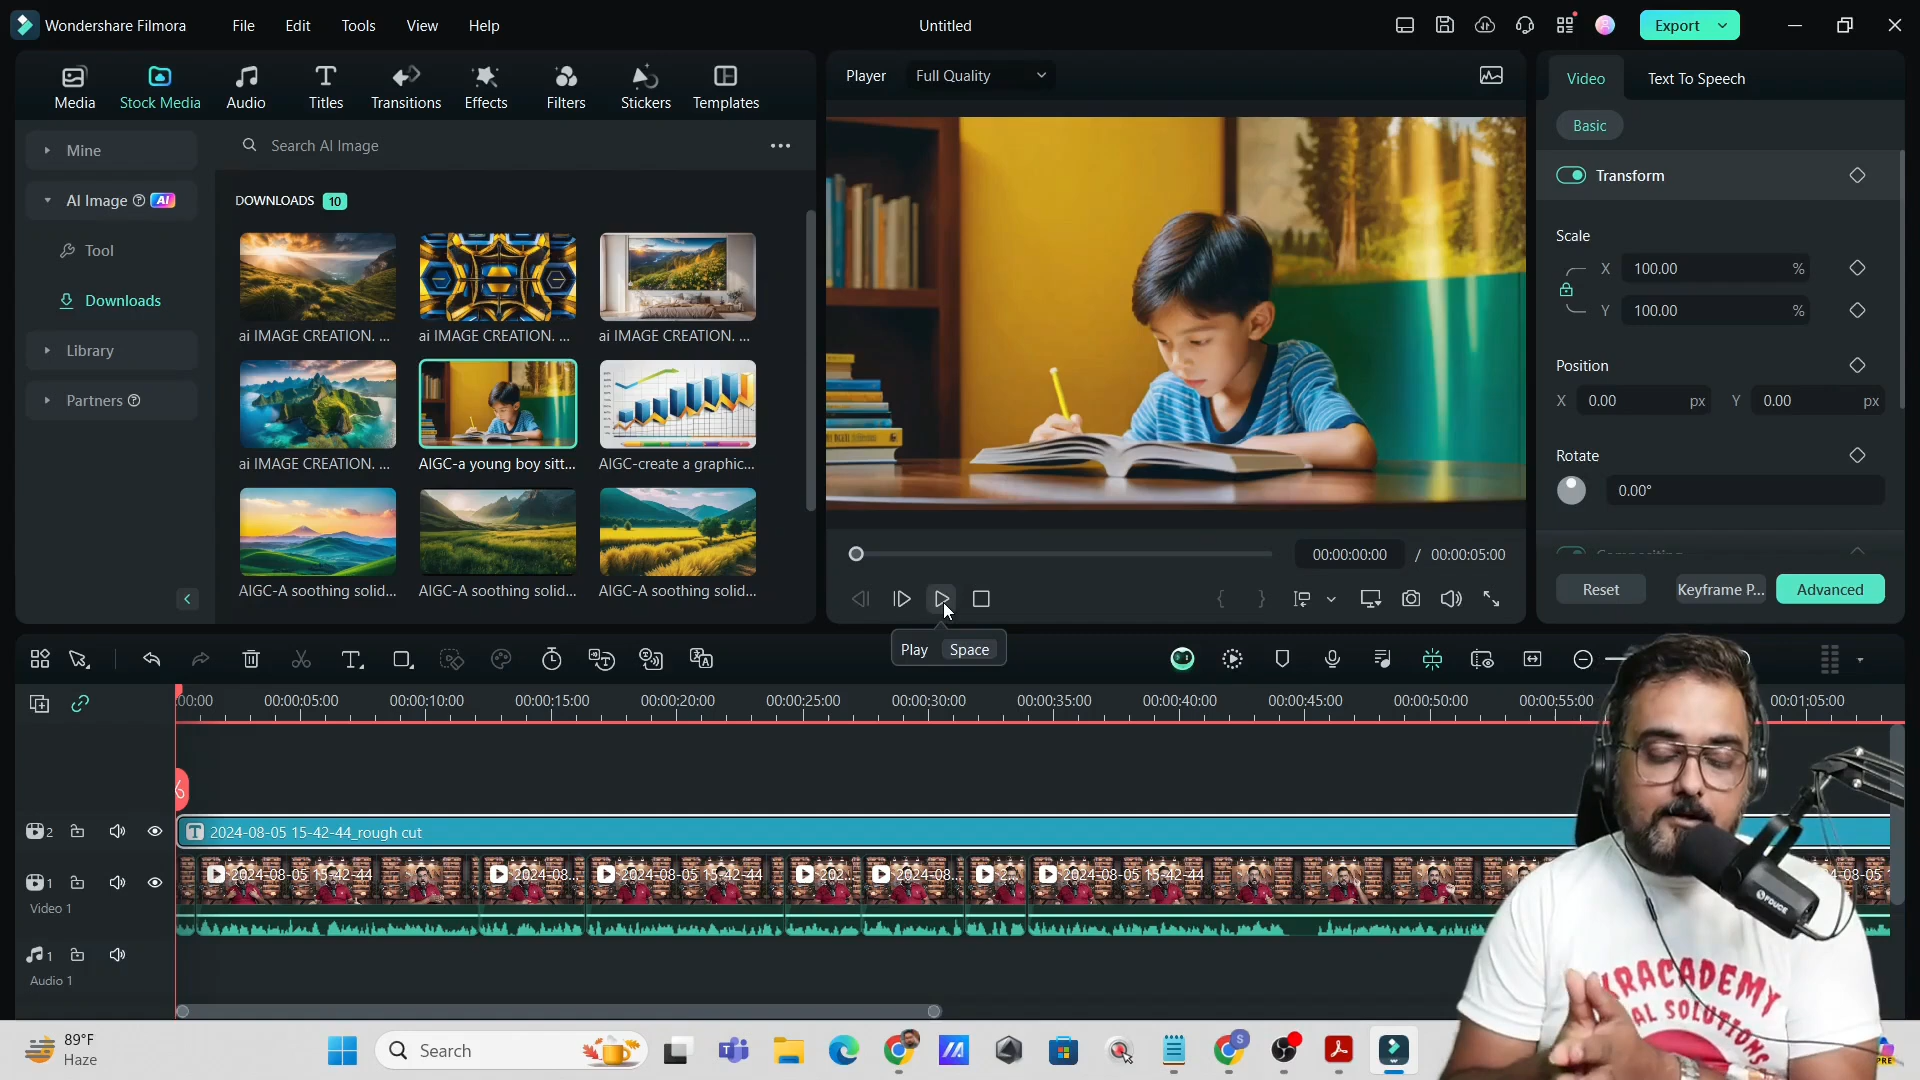 Wondershare Filmora
File
Edit
Tools
View
Help
Untitled
Export
Media
Stock Media
Audio
Titles
Transitions
Effects
Filters
Stickers
Templates
Player
Full Quality
Video
Text To Speech
Basic
Mine
AI Image
AI
Tool
Downloads
Library
Partners
Search AI Image
DOWNLOADS 10
ai IMAGE CREATION. ...
ai IMAGE CREATION. ...
ai IMAGE CREATION. ...
ai IMAGE CREATION. ...
AIGC-a young boy sitt...
AIGC-create a graphic...
AIGC-A soothing solid...
AIGC-A soothing solid...
AIGC-A soothing solid...
00:00:00:00 / 00:00:05:00
Play Space
Transform
Scale
X 100.00 %
Y 100.00 %
Position
X 0.00 px Y 0.00 px
Rotate
0.00°
Reset
Keyframe P...
Advanced
:00:00
00:00:05:00
00:00:10:00
00:00:15:00
00:00:20:00
00:00:25:00
00:00:30:00
00:00:35:00
00:00:40:00
00:00:45:00
00:00:50:00
00:00:55:00
00:01:05:00
2
2024-08-05 15-42-44_rough cut
1
Video 1
2024-08-05 15-42-44
2024-08...
2024-08-05 15-42-44
202...
2024-08...
2...
2024-08-05 15-42-44
1
Audio 1
FDUCE
RACADEMY
AL SOLUTIONS
89°F
Haze
Search
PRE